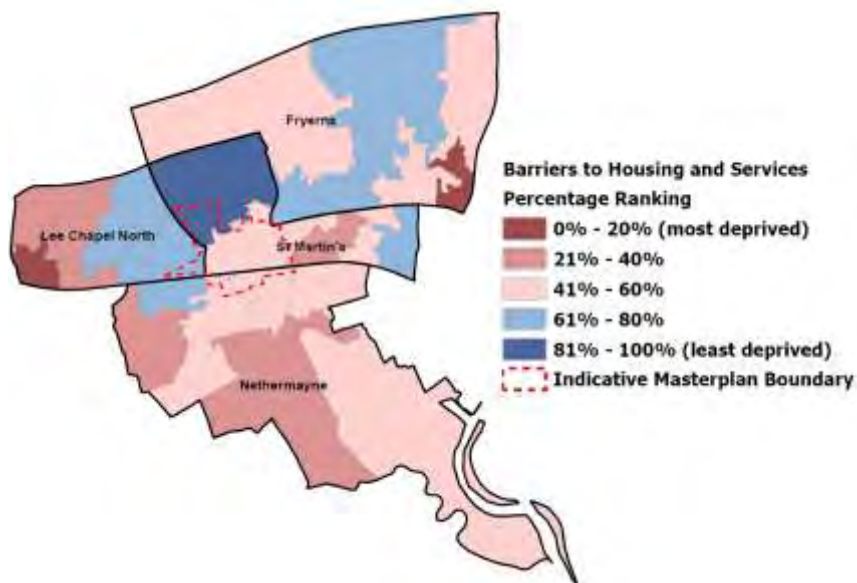 Fryerns
Lee Chapel North
St Martin's
Nethermayne
Barriers to Housing and Services
Percentage Ranking
0% - 20% (most deprived)
21% - 40%
41% - 60%
61% - 80%
81% - 100% (least deprived)
Indicative Masterplan Boundary